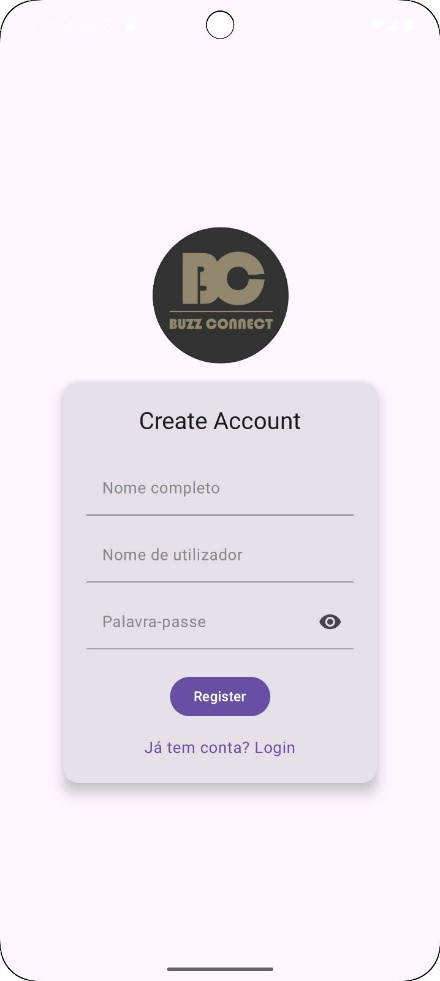 BC
BUZZ CONNECT
Create Account
Nome completo
Nome de utilizador
Palavra-passe
Register
Já tem conta? Login